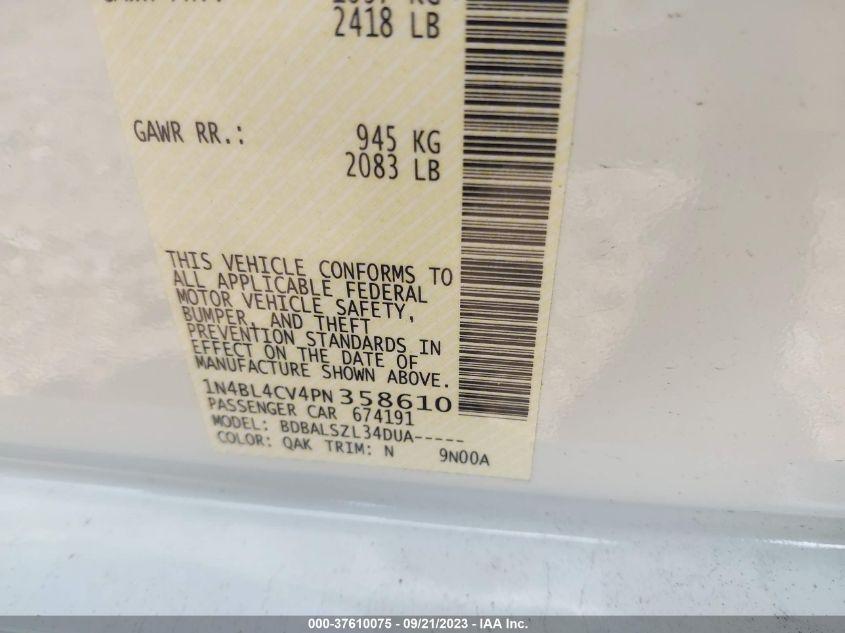 2418 LB
GAWR RR.: 945 KG
2083 LB
THIS VEHICLE CONFORMS TO
ALL APPLICABLE FEDERAL
MOTOR VEHICLE SAFETY,
BUMPER, AND THEFT
PREVENTION STANDARDS IN
EFFECT ON THE DATE OF
MANUFACTURE SHOWN ABOVE.
1N4BL4CV4PN358610
PASSENGER CAR 674191
MODEL: BDBALSZL34DUA-----
COLOR: QAK TRIM: N 9N00A
000-37610075 - 09/21/2023 - IAA Inc.